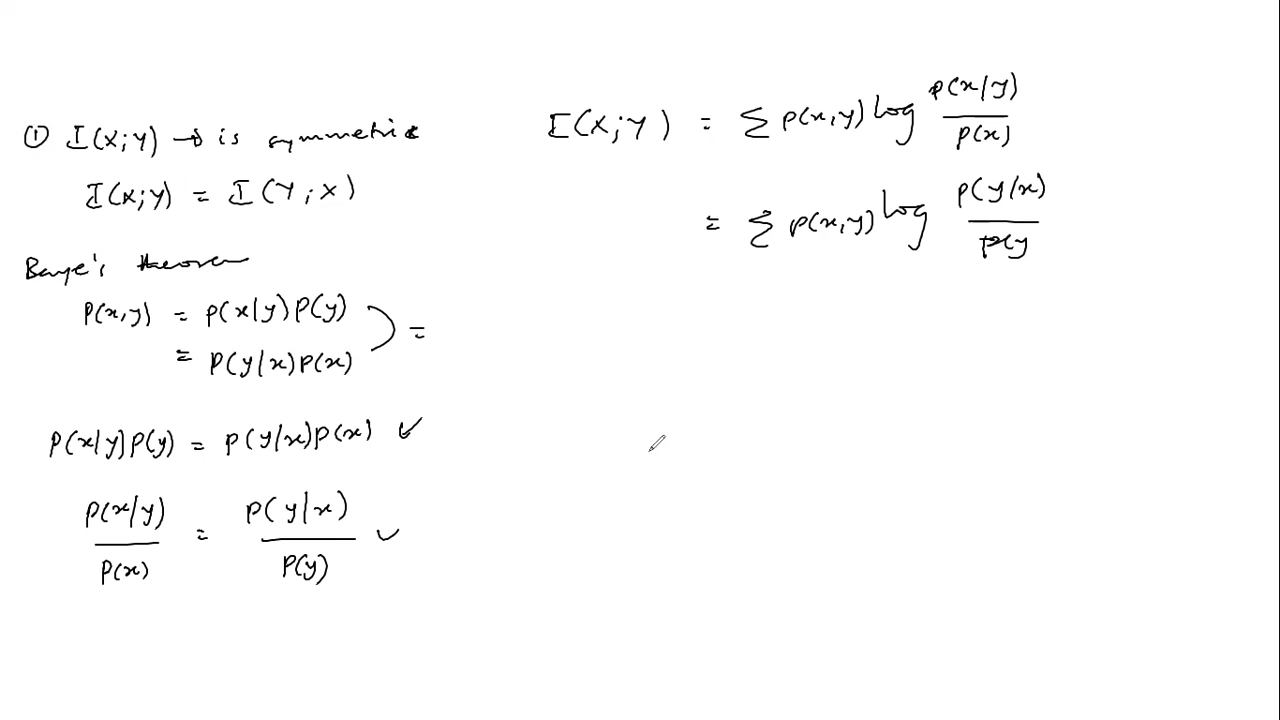 ① I(X;Y) → is symmetric
I(X;Y) = I(Y;X)
Baye's theorem
P(x,y) = P(x|y)P(y)
= P(y/x)P(x)
=
P(x|y)P(y) = P(y/x)P(x) ✓
P(x/y) / P(x) = P(y|x) / P(y) ✓
I(X;Y) = Σ P(x,y) log P(x/y) / P(x)
= Σ P(x,y) log P(y/x) / P(y